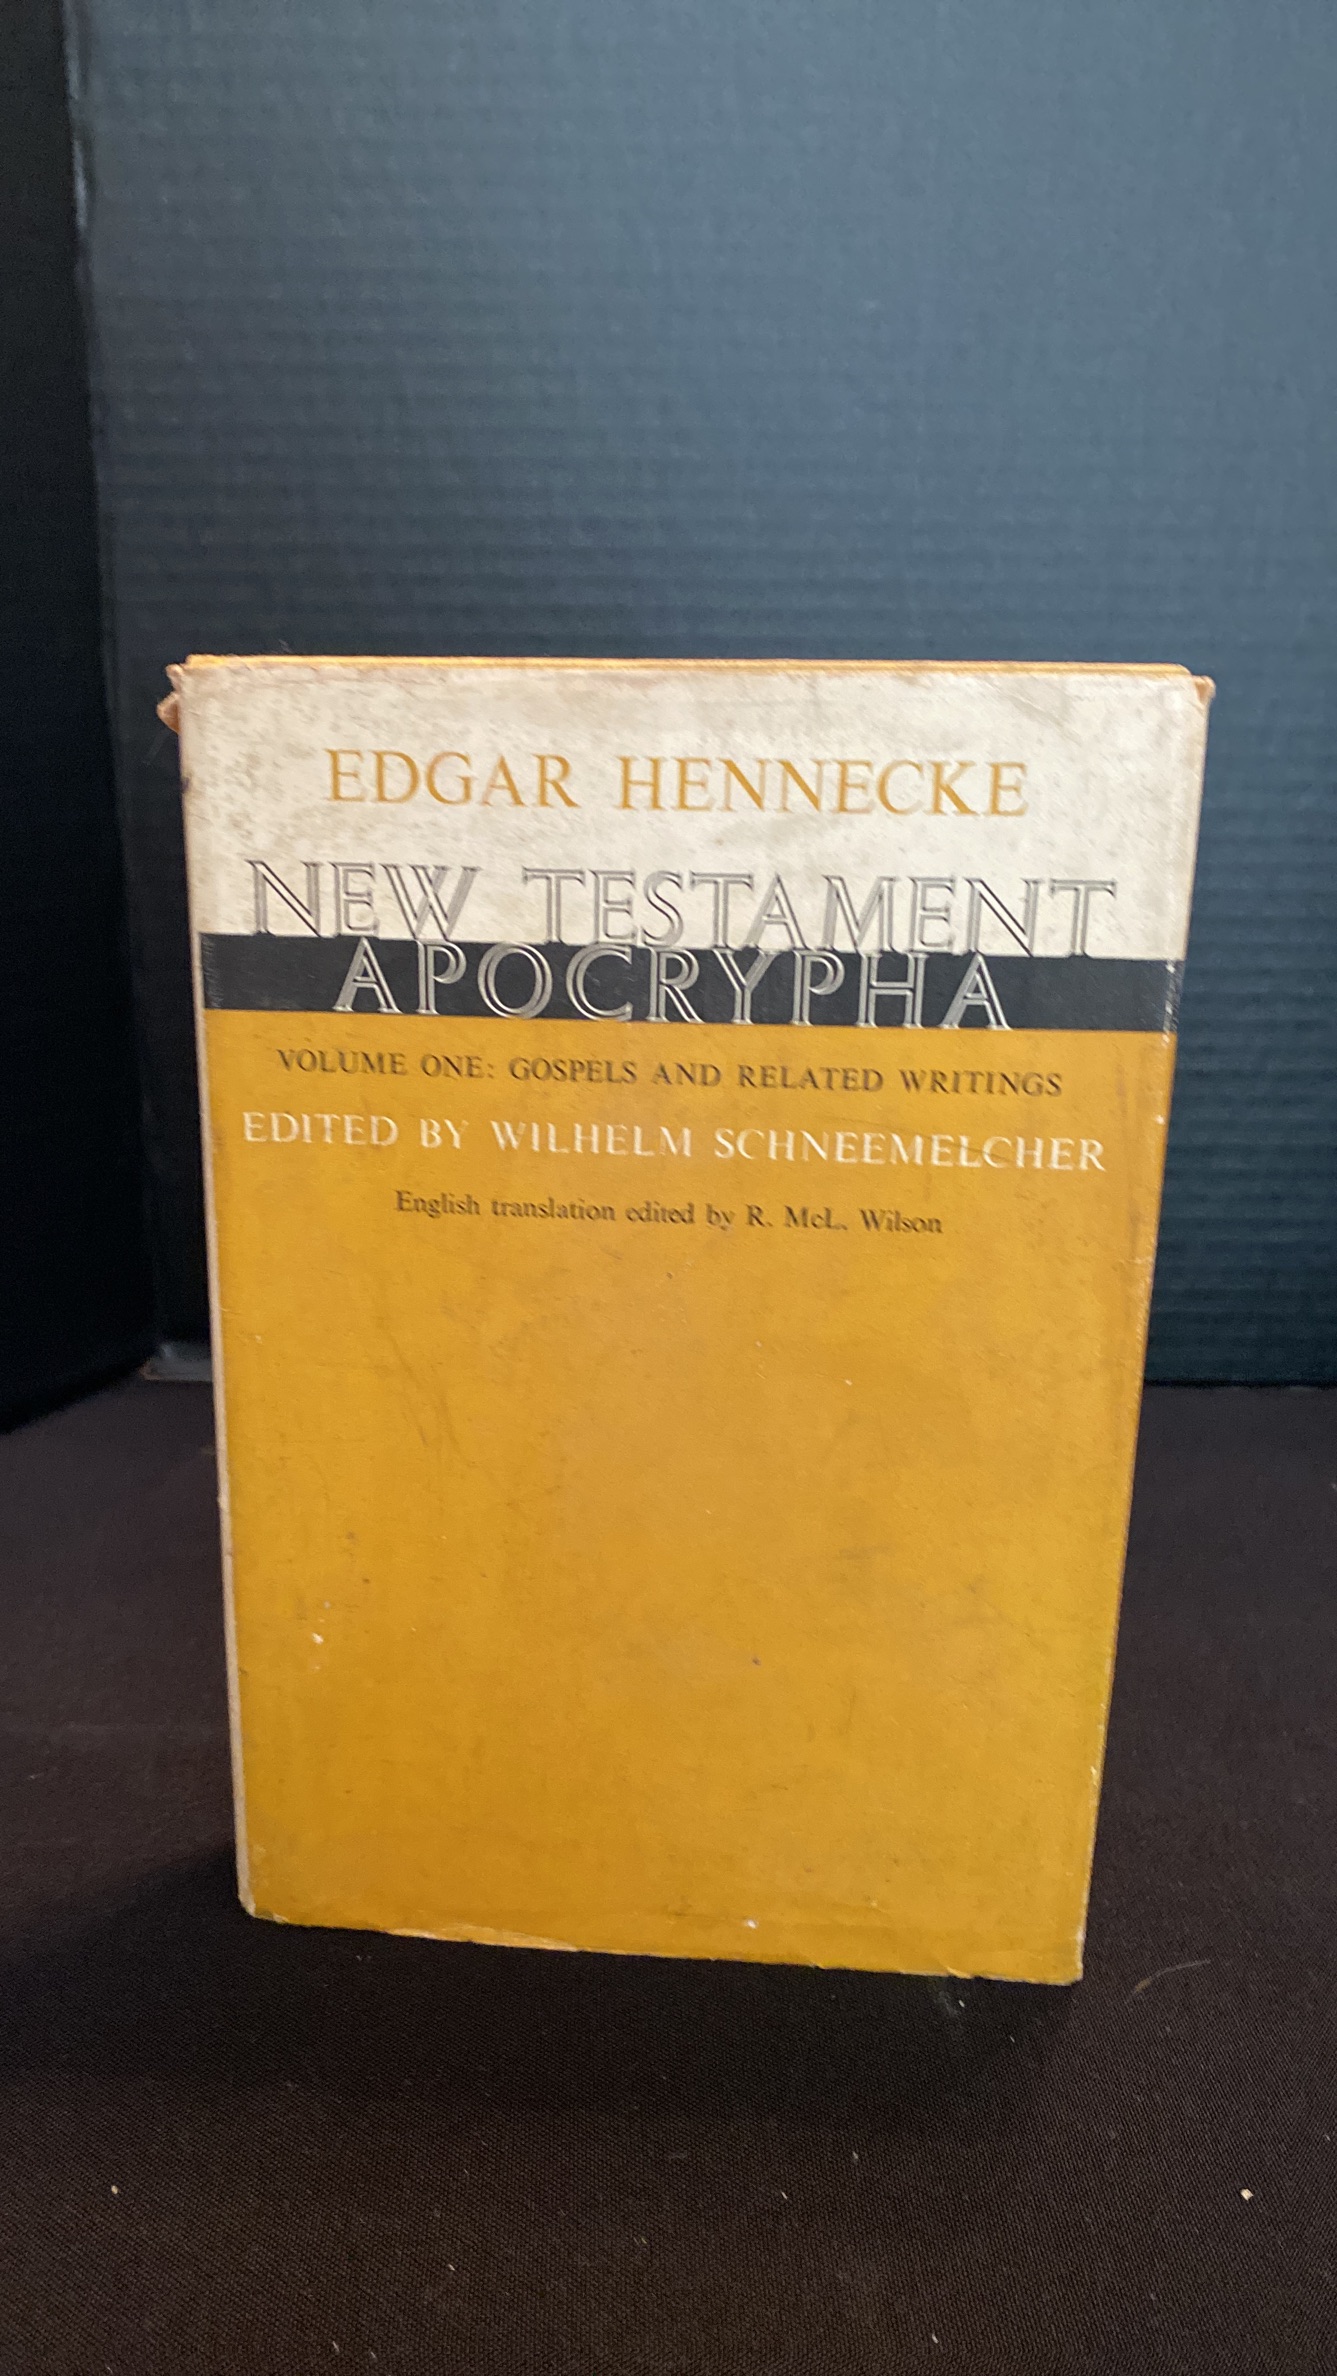 EDGAR HENNECKE
NEW TESTAMENT
APOCRYPHA
VOLUME ONE: GOSPELS AND RELATED WRITINGS
EDITED BY WILHELM SCHNEEMELCHER
English translation edited by R. McL. Wilson